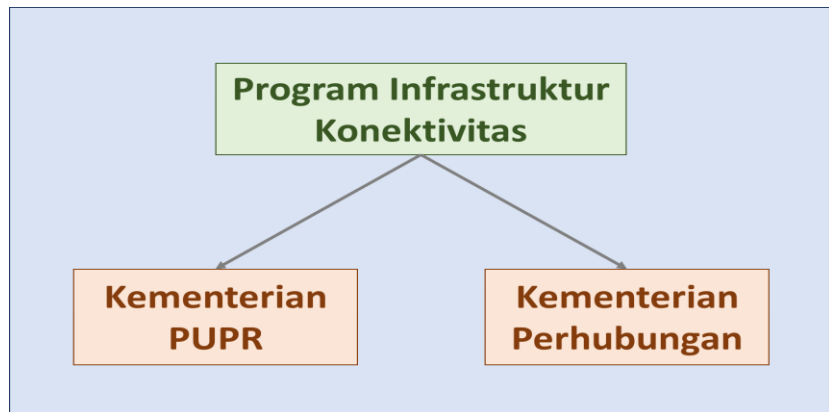 Program Infrastruktur
Konektivitas
Kementerian
PUPR
Kementerian
Perhubungan